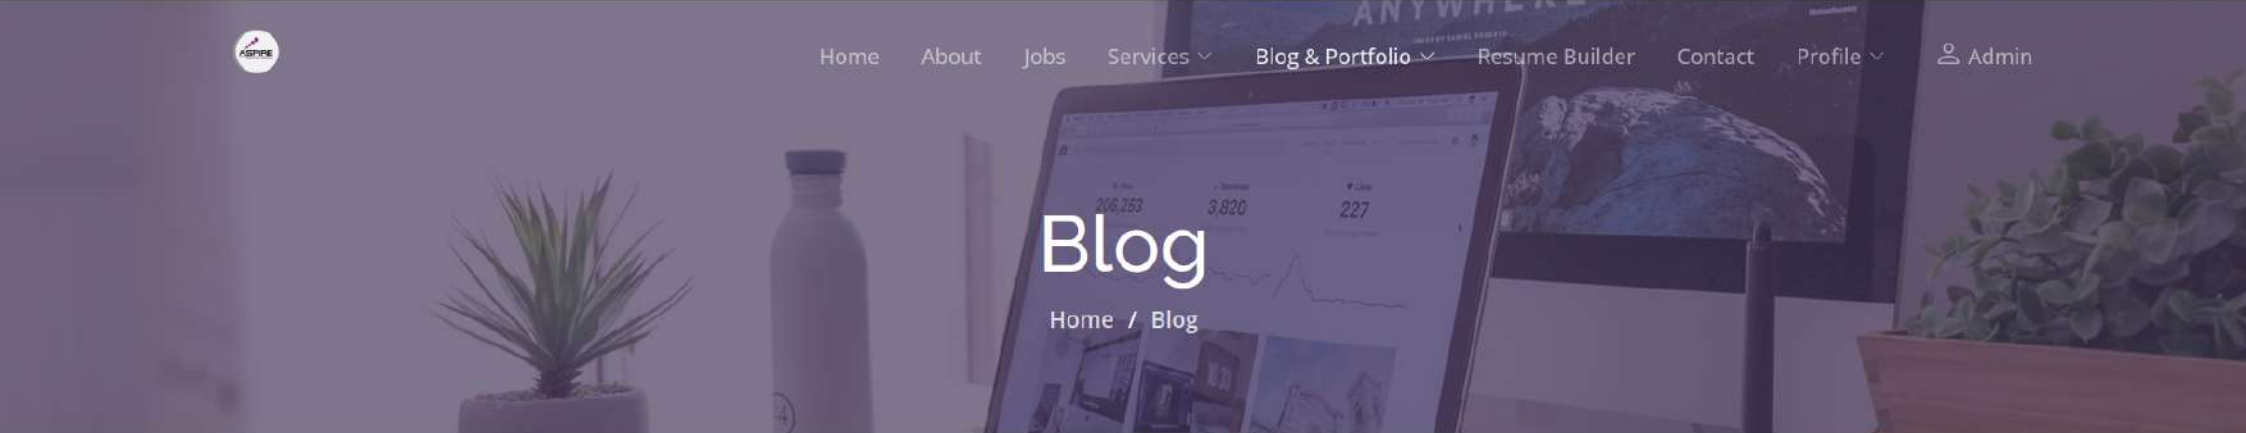 ANYWHERE
ASPIRE
Home About Jobs Services Blog & Portfolio Resume Builder Contact Profile Admin
206,253 3,820 227
Blog
Home / Blog